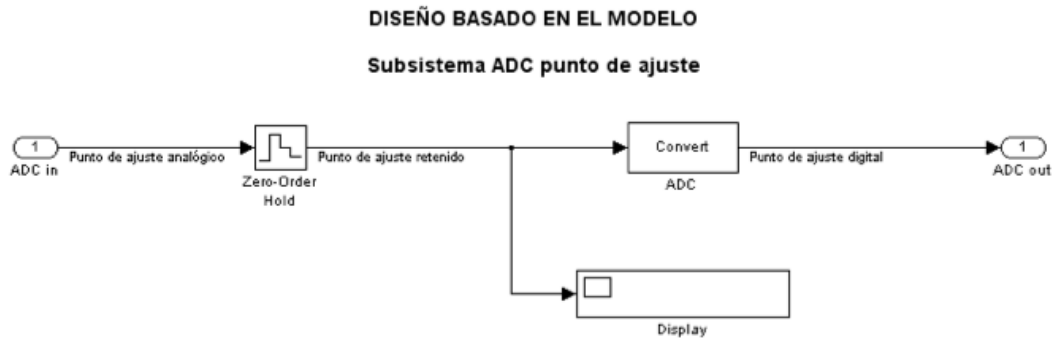 DISEÑO BASADO EN EL MODELO
Subsistema ADC punto de ajuste
1
ADC in
Punto de ajuste analógico
Zero-Order
Hold
Punto de ajuste retenido
Convert
ADC
Punto de ajuste digital
1
ADC out
Display